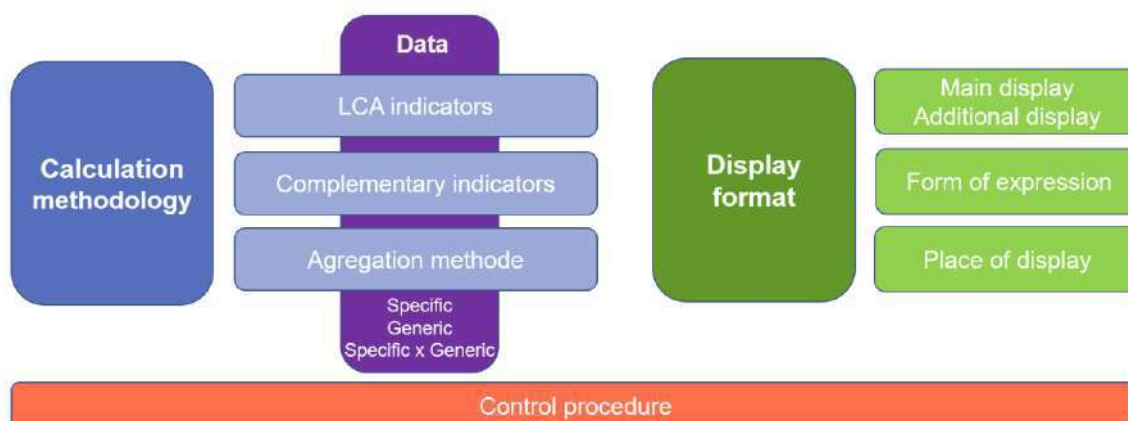 Data
LCA indicators
Calculation
methodology
Complementary indicators
Agregation methode
Specific
Generic
Specific x Generic
Display
format
Main display
Additional display
Form of expression
Place of display
Control procedure